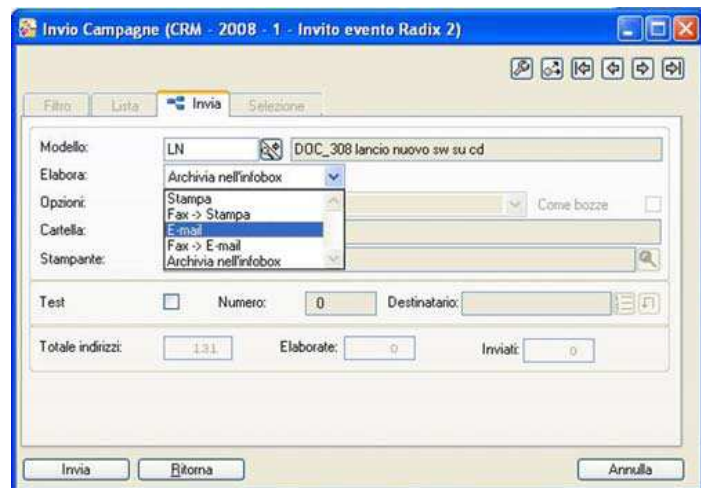 Invio Campagne (CRM - 2008 - 1 - Invito evento Radix 2)
Filtro Lista Invia Selezione
Modello: LN DOC_308 lancio nuovo sw su cd
Elabora: Archivia nell'infobox
Opzioni: Stampa Come bozze
Fax -> Stampa
Cartella: E-mail
Fax -> E-mail
Stampante: Archivia nell'infobox
Test Numero: 0 Destinatario:
Totale indirizzi: 131 Elaborate: 0 Inviati: 0
Invia Ritorna Annulla